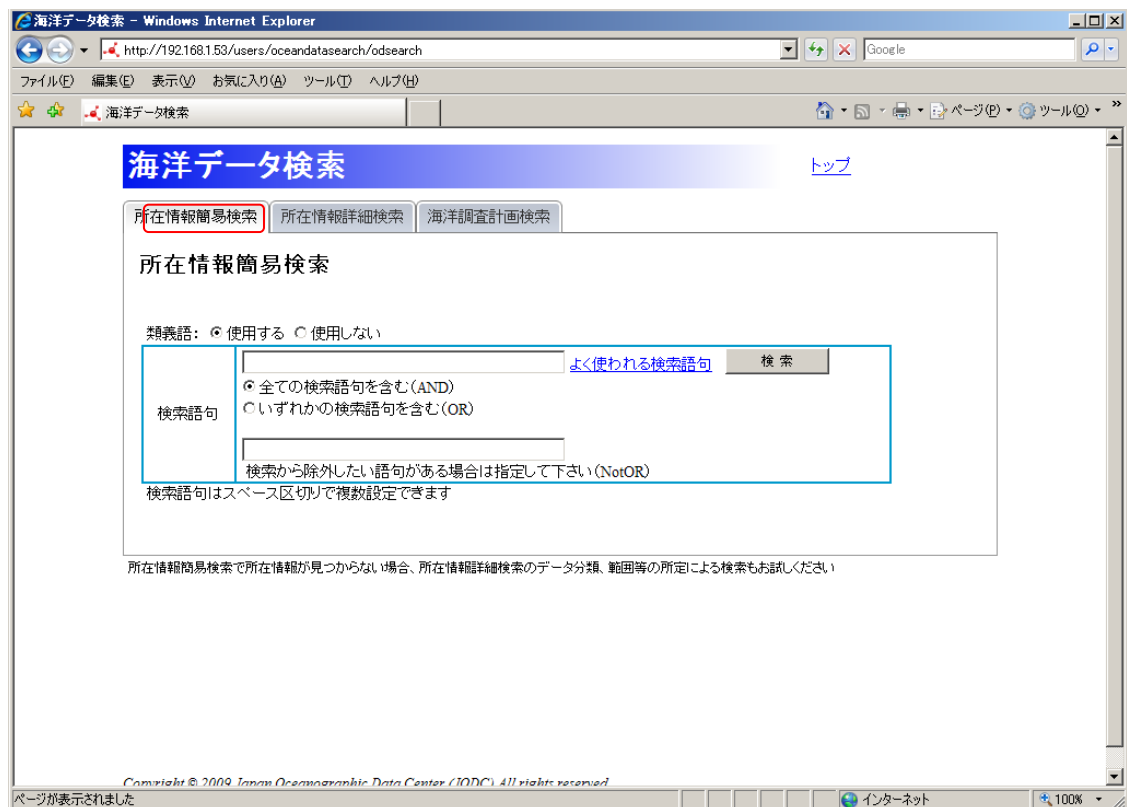 海洋データ検索 - Windows Internet Explorer
http://192.168.1.53/users/oceandatasearch/odsearch
Google
ファイル(F) 編集(E) 表示(V) お気に入り(A) ツール(T) ヘルプ(H)
海洋データ検索
ページ(P) ツール(O) »
海洋データ検索
トップ
所在情報簡易検索 所在情報詳細検索 海洋調査計画検索
所在情報簡易検索
類義語: 使用する 使用しない
よく使われる検索語句 検 索
全ての検索語句を含む(AND)
検索語句
いずれかの検索語句を含む(OR)
検索から除外したい語句がある場合は指定して下さい(NotOR)
検索語句はスペース区切りで複数設定できます
所在情報簡易検索で所在情報が見つからない場合、所在情報詳細検索のデータ分類、範囲等の所定による検索もお試しください
Copyright © 2009 Japan Oceanographic Data Center (JODC) All rights reserved
ページが表示されました
インターネット
100%